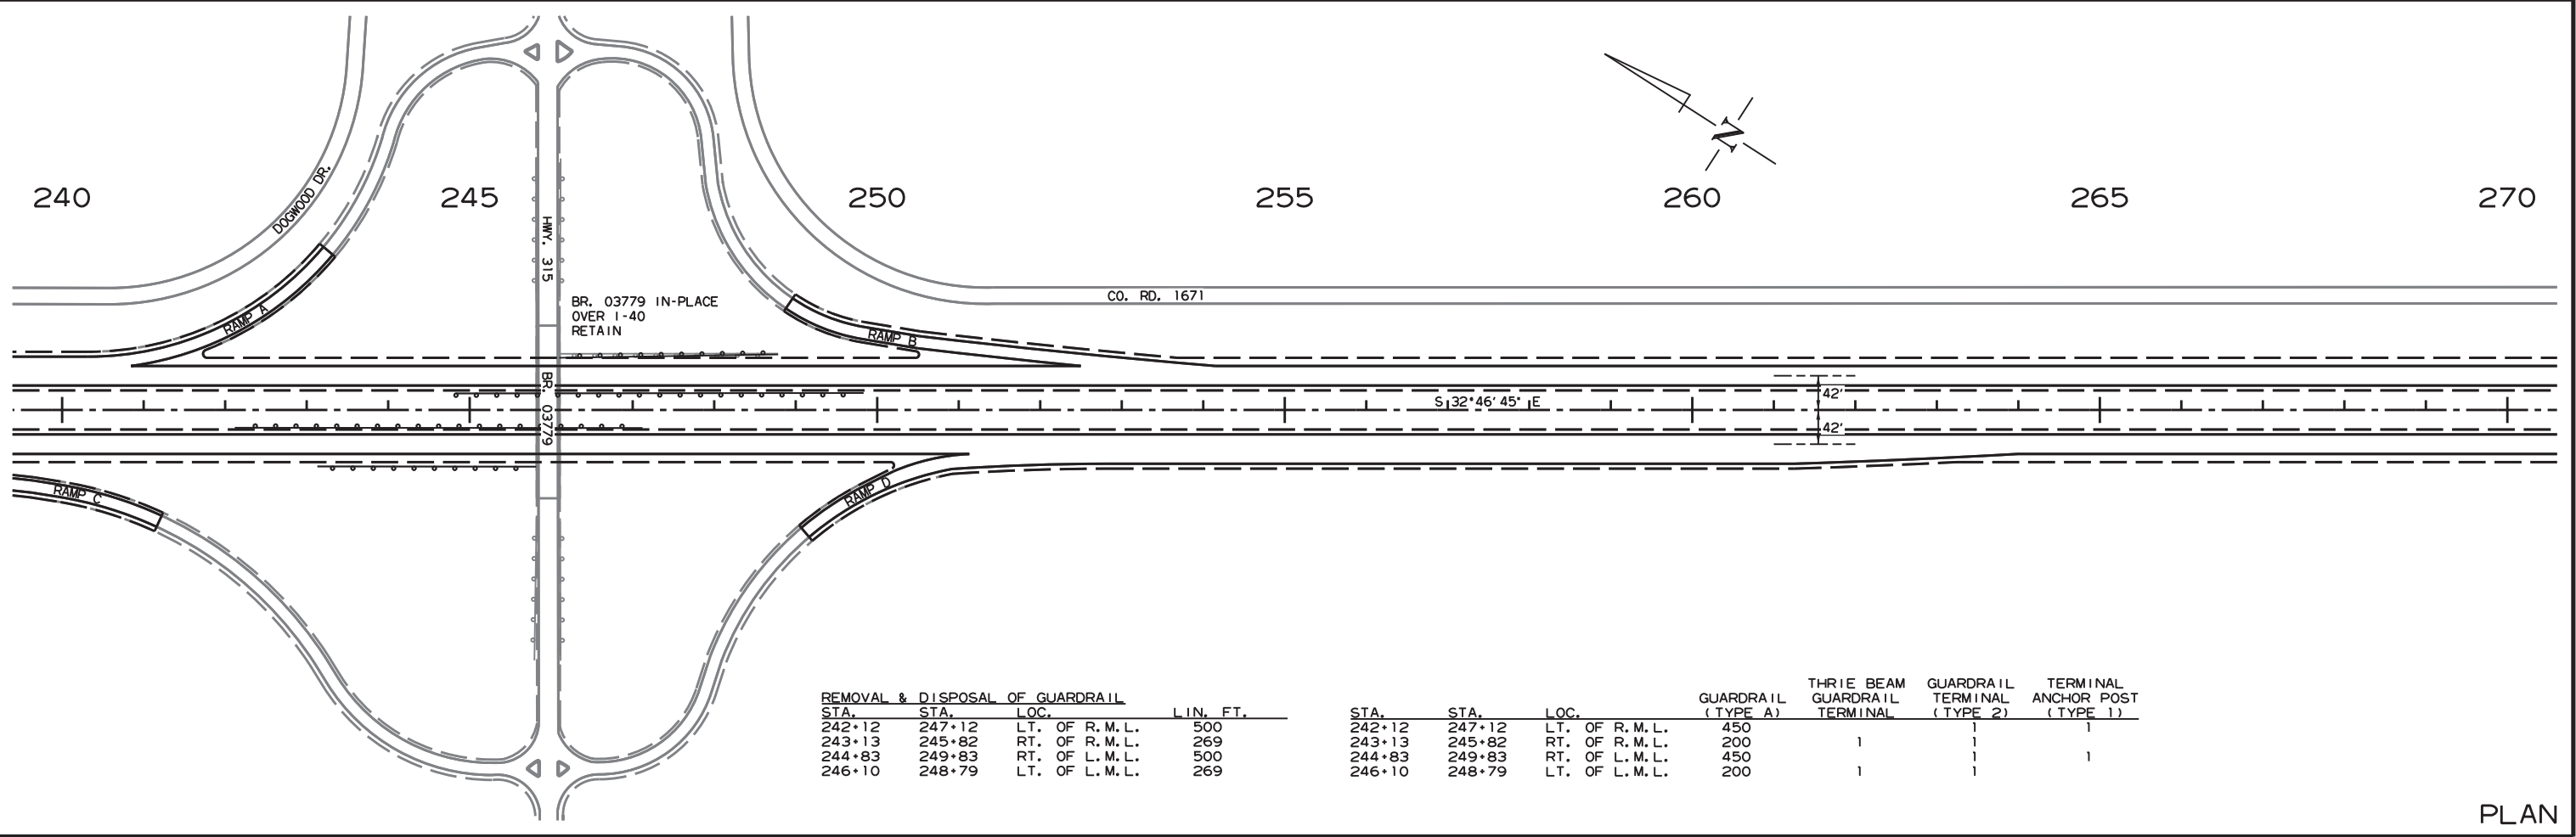 N
240 245 250 255 260 265 270
DOGWOOD DR.
HWY. 315
BR. 03779 IN-PLACE
OVER I-40
RETAIN
CO. RD. 1671
RAMP A
RAMP B
BR. 03779
S 32°46'45" E
42'
42'
RAMP C
RAMP D
REMOVAL & DISPOSAL OF GUARDRAIL
STA. STA. LOC. LIN. FT.
242+12 247+12 LT. OF R.M.L. 500
243+13 245+82 RT. OF R.M.L. 269
244+83 249+83 RT. OF L.M.L. 500
246+10 248+79 LT. OF L.M.L. 269
THRIE BEAM GUARDRAIL TERMINAL
GUARDRAIL GUARDRAIL TERMINAL ANCHOR POST
STA. STA. LOC. (TYPE A) TERMINAL (TYPE 2) (TYPE 1)
242+12 247+12 LT. OF R.M.L. 450 1 1
243+13 245+82 RT. OF R.M.L. 200 1 1
244+83 249+83 RT. OF L.M.L. 450 1 1
246+10 248+79 LT. OF L.M.L. 200 1 1
PLAN